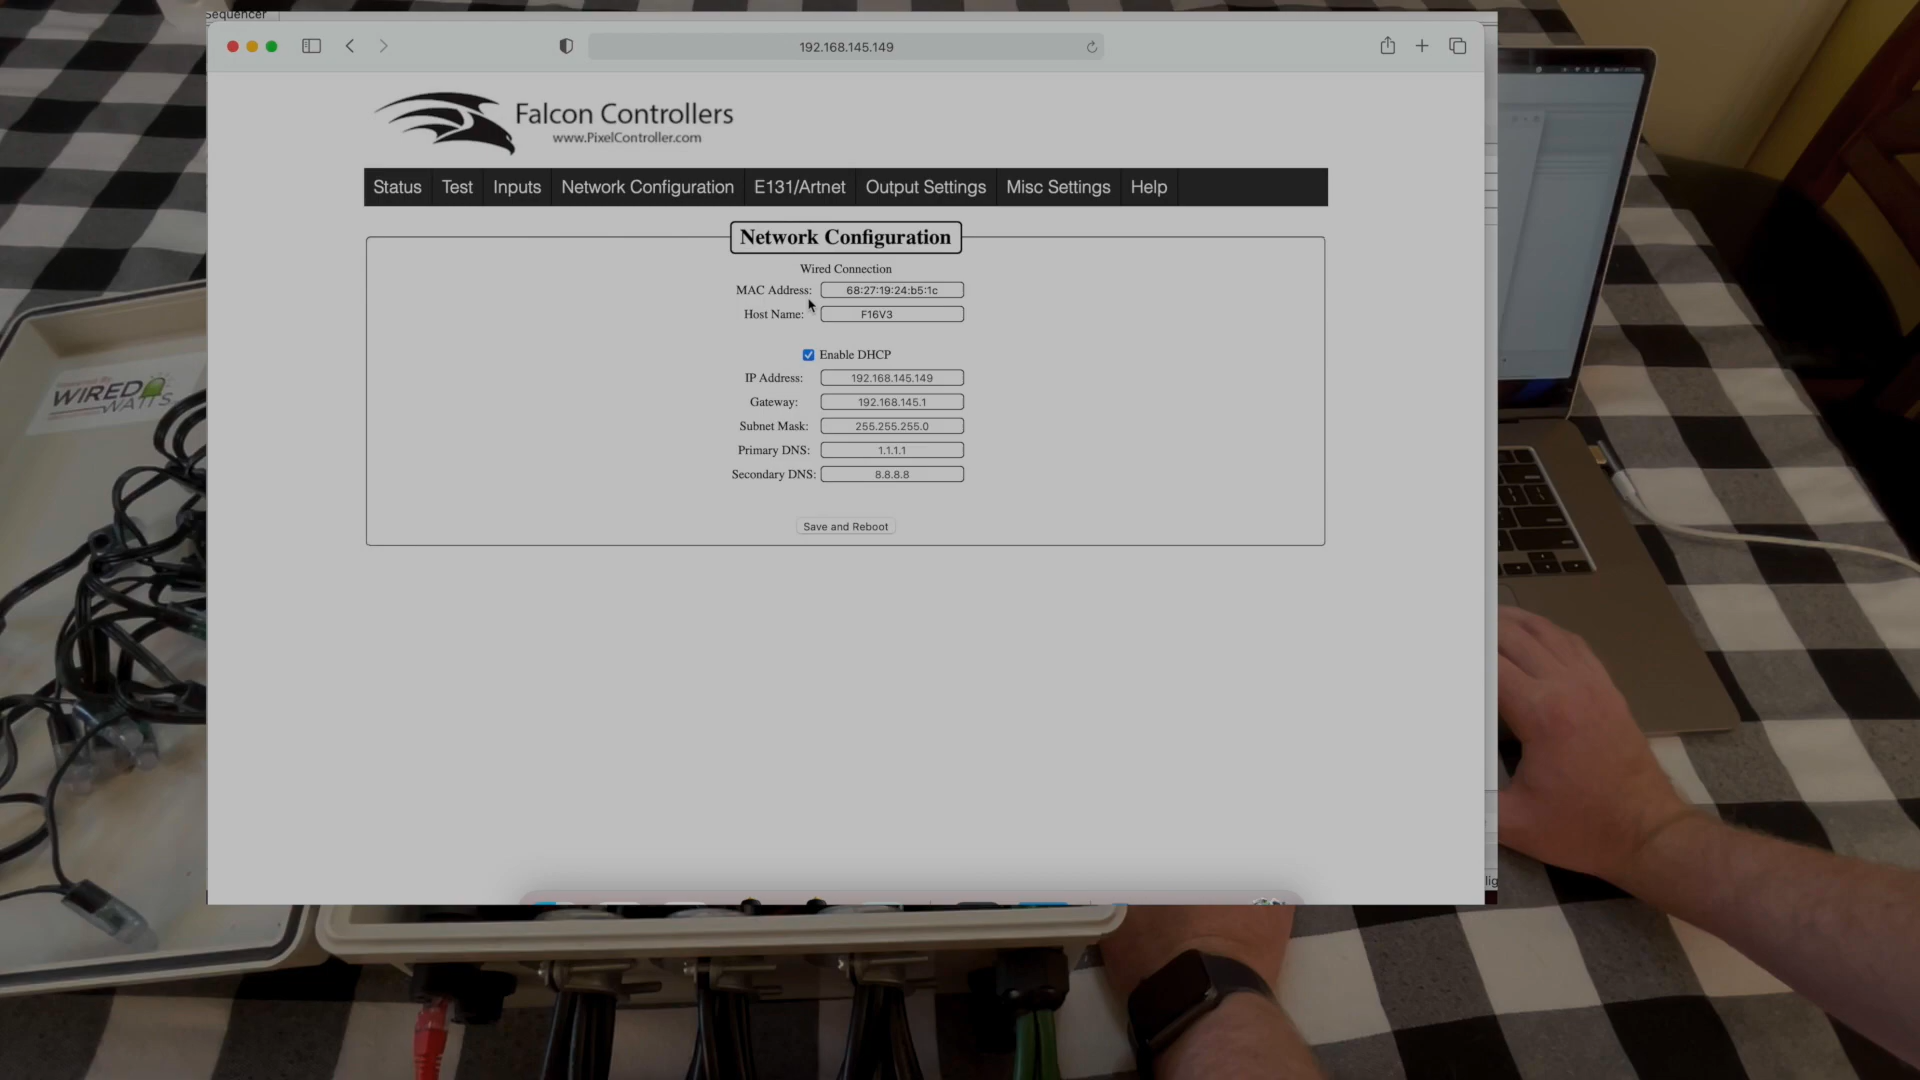 Sequencer
192.168.145.149
Falcon Controllers
www.PixelController.com
Status Test Inputs Network Configuration E131/Artnet Output Settings Misc Settings Help
Network Configuration
Wired Connection
MAC Address: 68:27:19:24:b5:1c
Host Name: F16V3
Enable DHCP
IP Address: 192.168.145.149
Gateway: 192.168.145.1
Subnet Mask: 255.255.255.0
Primary DNS: 1.1.1.1
Secondary DNS: 8.8.8.8
Save and Reboot
WIRED
WATTS
lig